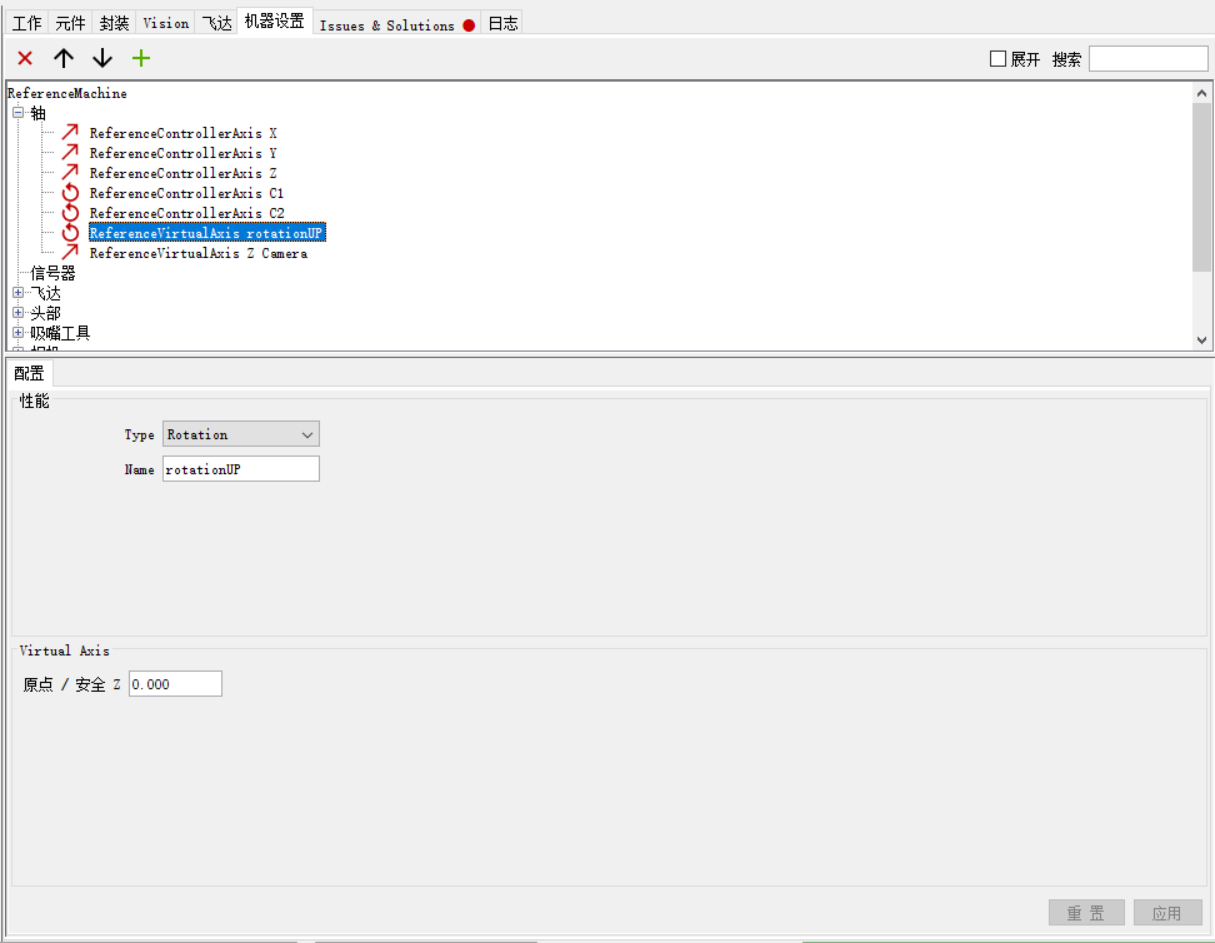 工作 元件 封装 Vision 飞达 机器设置 Issues & Solutions 日志
展开 搜索
ReferenceMachine
轴
ReferenceControllerAxis X
ReferenceControllerAxis Y
ReferenceControllerAxis Z
ReferenceControllerAxis C1
ReferenceControllerAxis C2
ReferenceVirtualAxis rotationUP
ReferenceVirtualAxis Z Camera
信号器
飞达
头部
吸嘴工具
配置
性能
Type Rotation
Name rotationUP
Virtual Axis
原点 / 安全 Z 0.000
重 置 应用